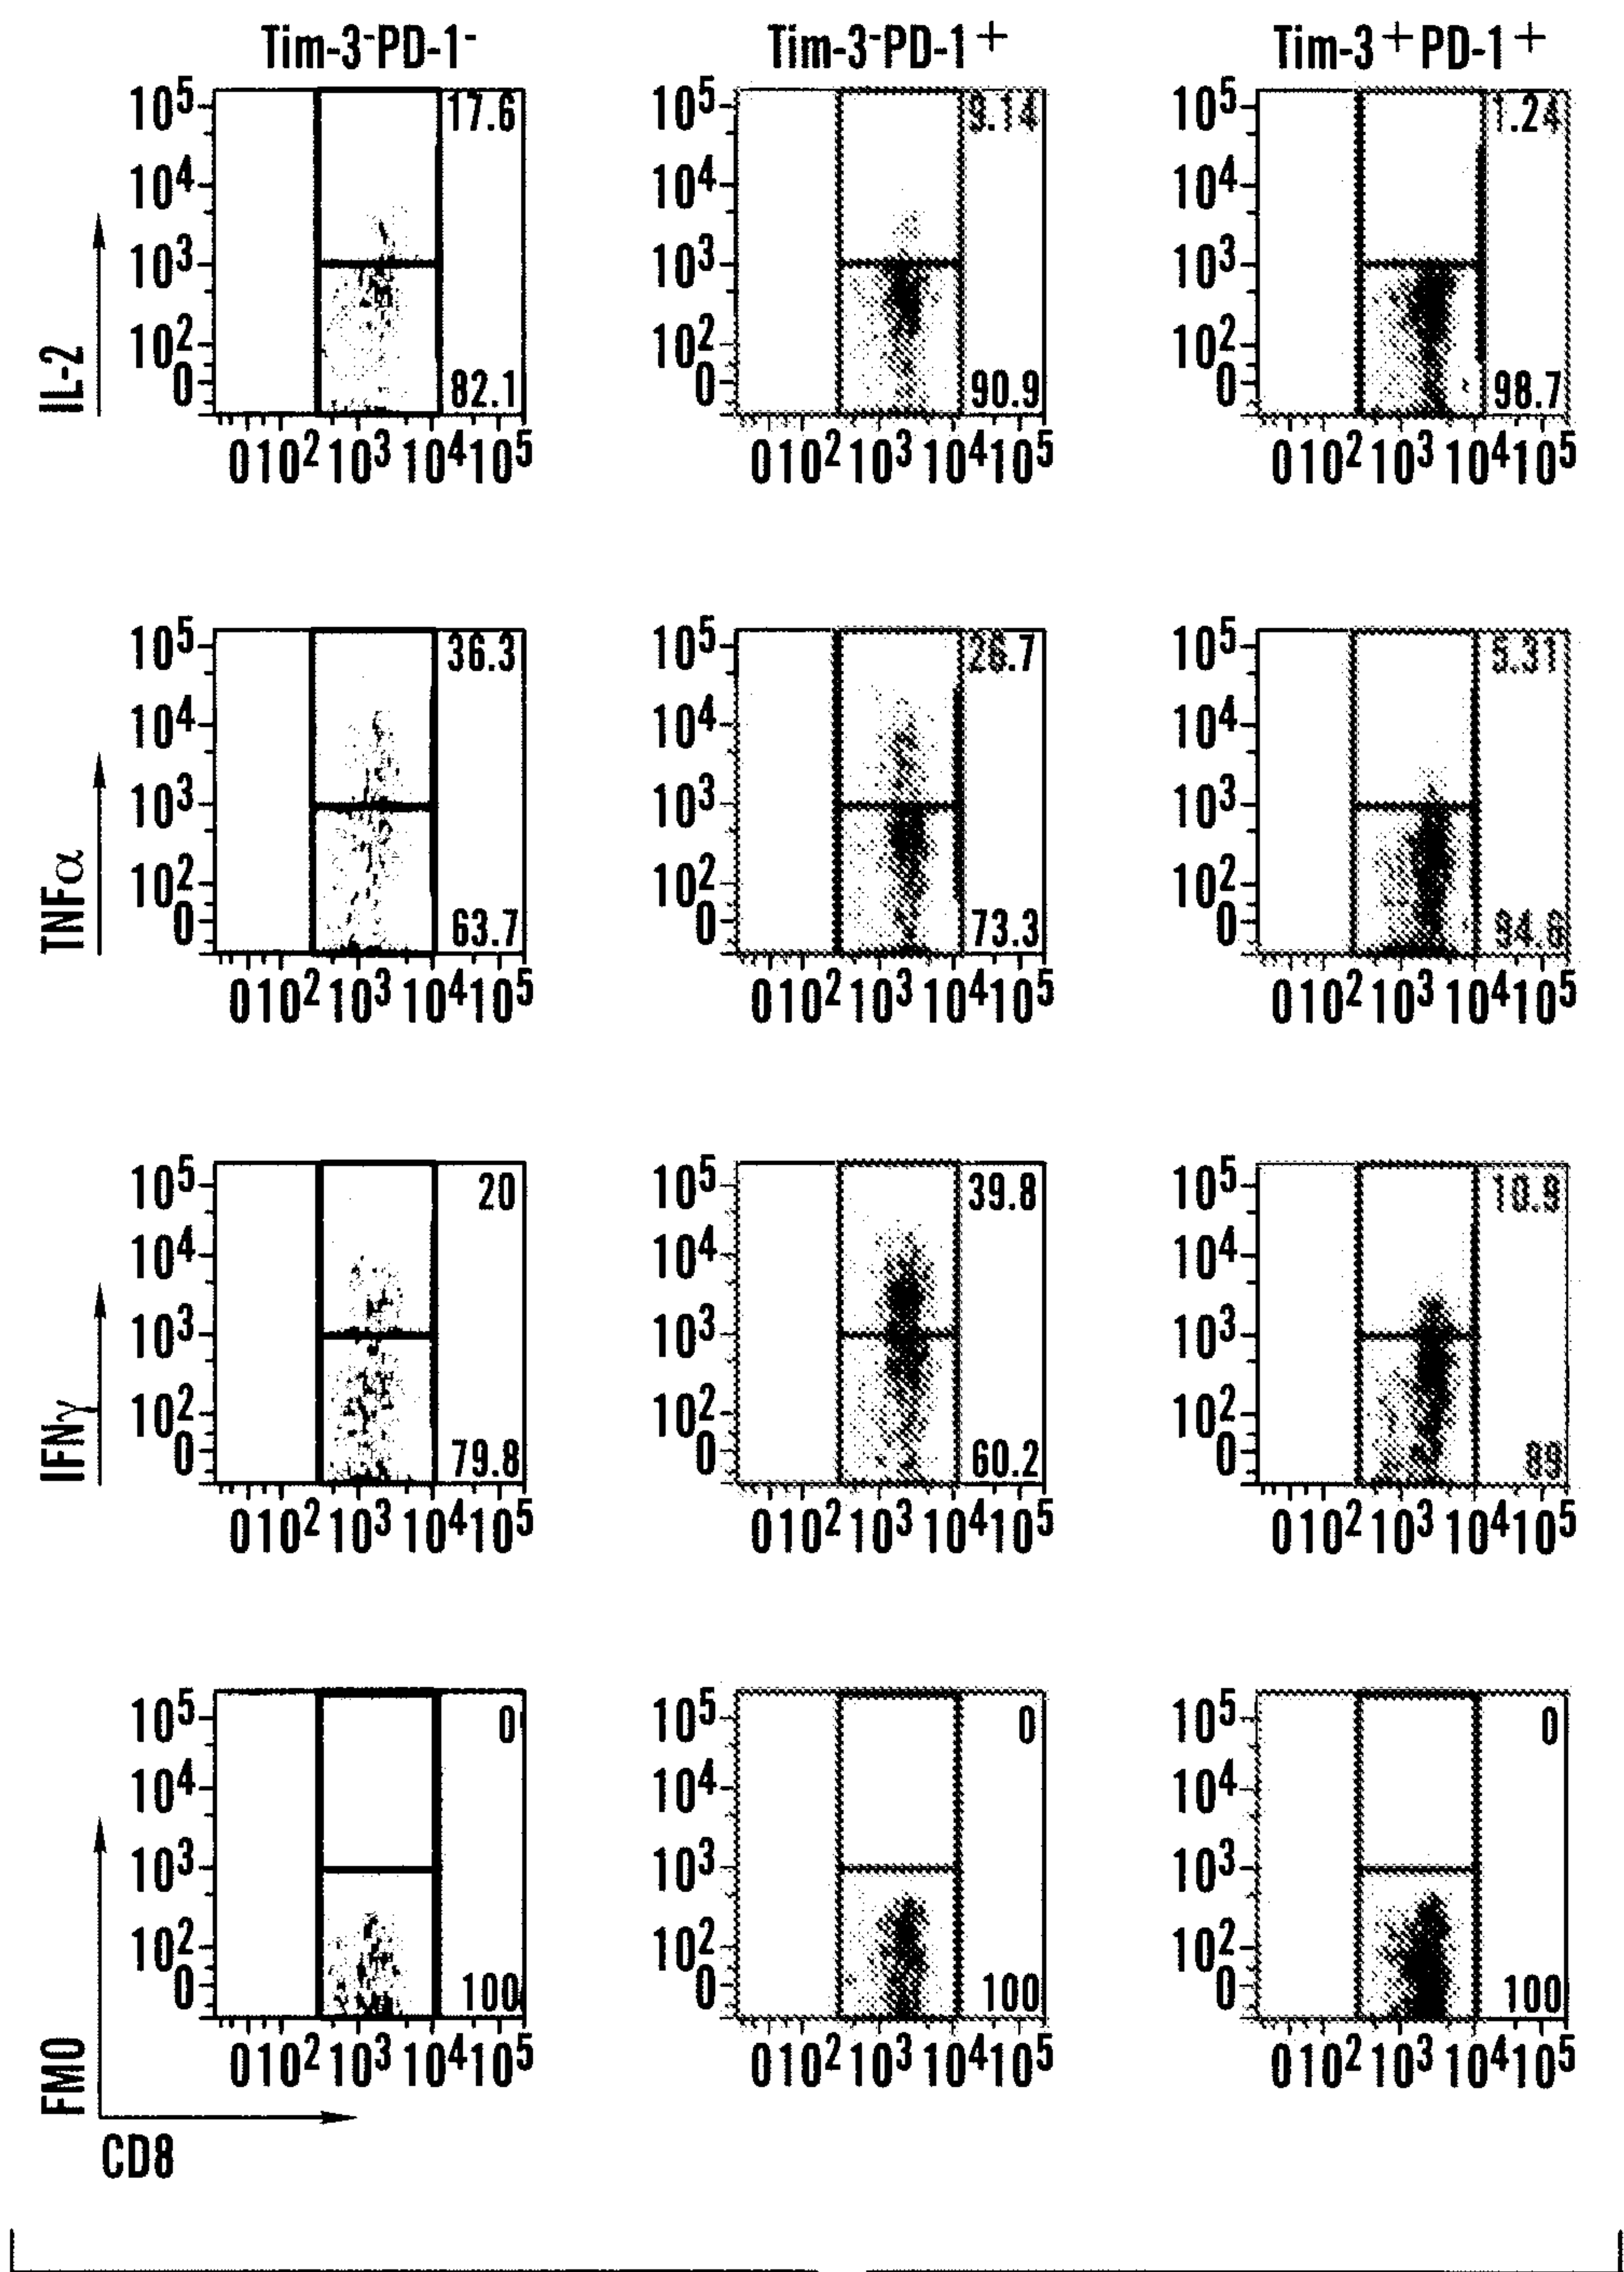 Tim-3⁻PD-1⁻ Tim-3⁻PD-1⁺ Tim-3⁺PD-1⁺
IL-2
10⁵ 17.6 10⁵ 9.14 10⁵ 1.24
10⁴ 10⁴ 10⁴
10³ 10³ 10³
10² 10² 10²
0 82.1 0 90.9 0 98.7
0 10² 10³ 10⁴ 10⁵ 0 10² 10³ 10⁴ 10⁵ 0 10² 10³ 10⁴ 10⁵
TNFα
10⁵ 36.3 10⁵ 26.7 10⁵ 5.31
10⁴ 10⁴ 10⁴
10³ 10³ 10³
10² 10² 10²
0 63.7 0 73.3 0
0 10² 10³ 10⁴ 10⁵ 0 10² 10³ 10⁴ 10⁵ 0 10² 10³ 10⁴ 10⁵
IFNγ
10⁵ 20 10⁵ 39.8 10⁵ 10.9
10⁴ 10⁴ 10⁴
10³ 10³ 10³
10² 10² 10²
0 79.8 0 60.2 0 89
0 10² 10³ 10⁴ 10⁵ 0 10² 10³ 10⁴ 10⁵ 0 10² 10³ 10⁴ 10⁵
FMO
10⁵ 0 10⁵ 0 10⁵ 0
10⁴ 10⁴ 10⁴
10³ 10³ 10³
10² 10² 10²
0 100 0 100 0 100
0 10² 10³ 10⁴ 10⁵ 0 10² 10³ 10⁴ 10⁵ 0 10² 10³ 10⁴ 10⁵
CD8